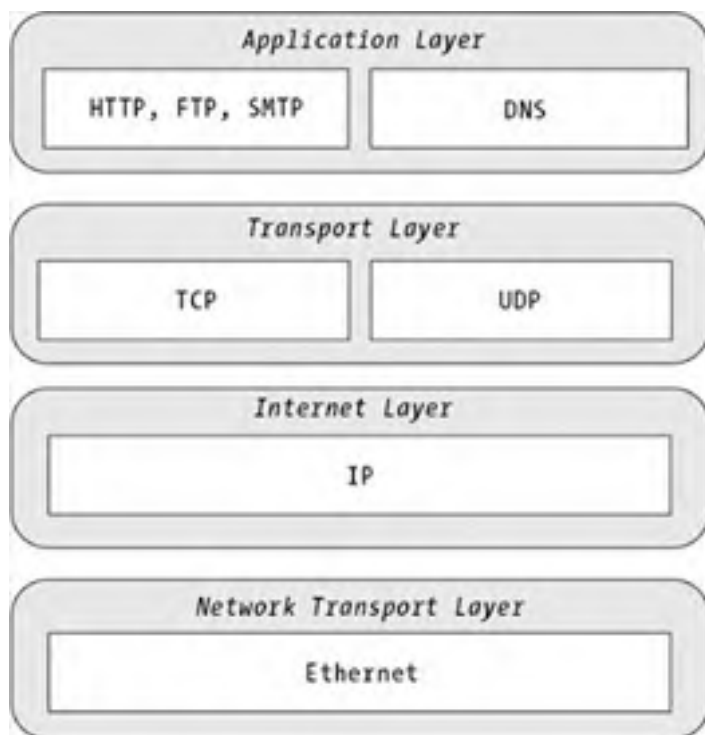 Application Layer
HTTP, FTP, SMTP
DNS
Transport Layer
TCP
UDP
Internet Layer
IP
Network Transport Layer
Ethernet